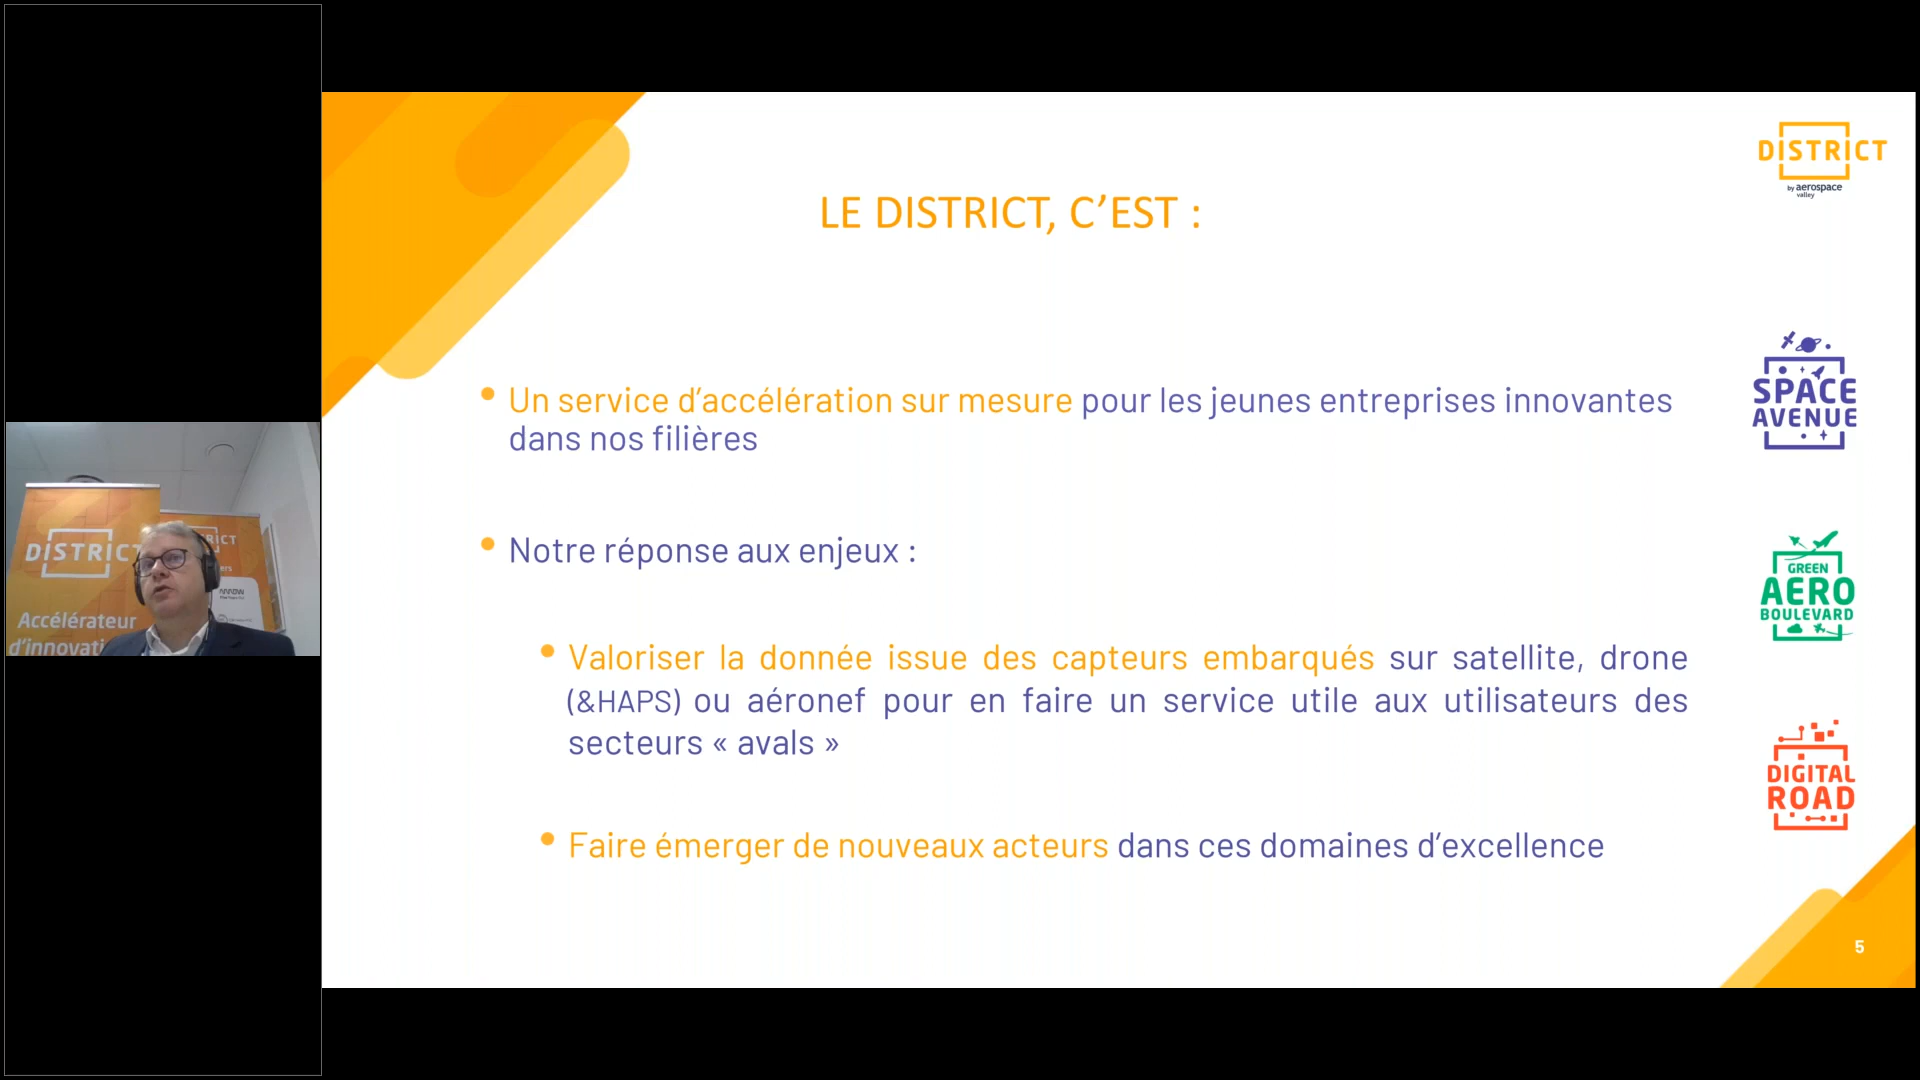 DISTRICT
by aerospace
valley
LE DISTRICT, C’EST :
• Un service d’accélération sur mesure pour les jeunes entreprises innovantes
dans nos filières
• Notre réponse aux enjeux :
• Valoriser la donnée issue des capteurs embarqués sur satellite, drone
(&HAPS) ou aéronef pour en faire un service utile aux utilisateurs des
secteurs « avals »
• Faire émerger de nouveaux acteurs dans ces domaines d’excellence
SPACE
AVENUE
GREEN
AERO
BOULEVARD
DIGITAL
ROAD
5
DISTRICT
Accélérateur
d'innovati
RICT